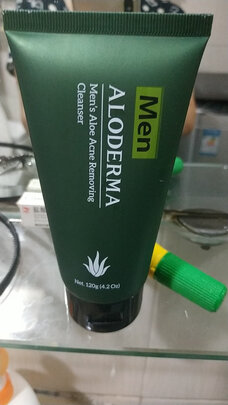 Men
ALODERMA
Men's Aloe Acne Removing
Cleanser
Net. 120g (4.2 Oz)